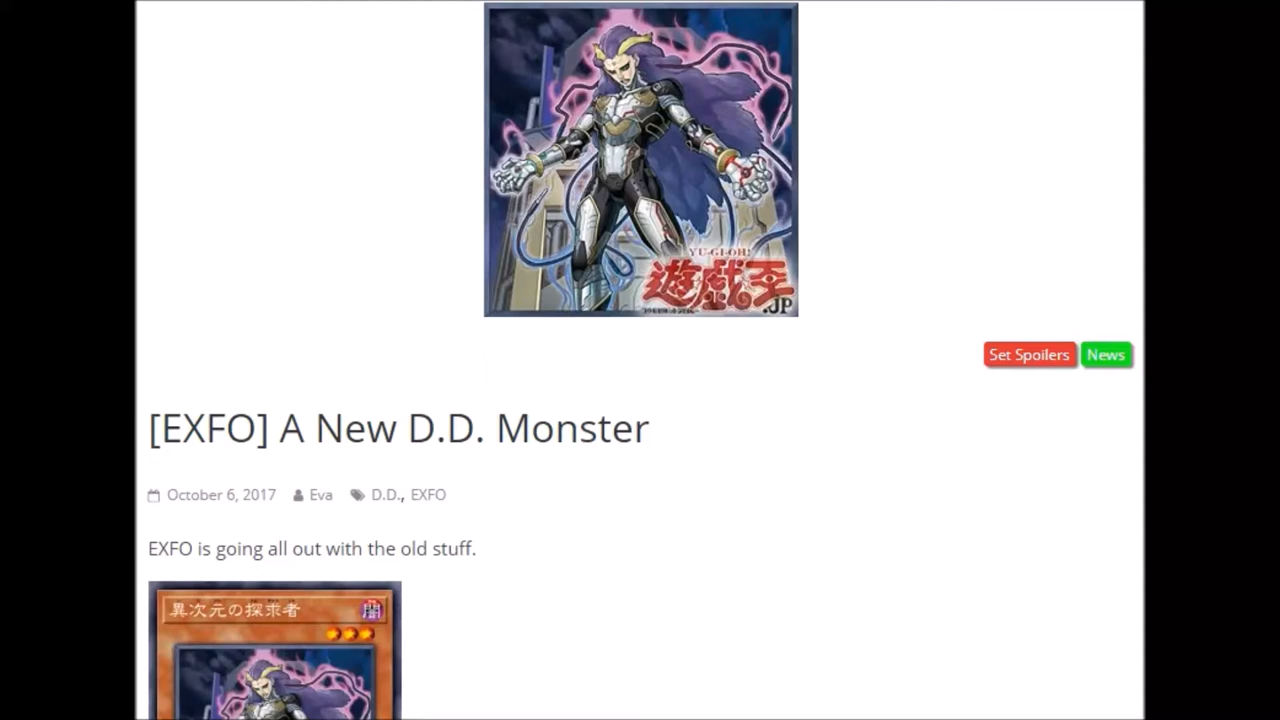 YU-GI-OH!
遊戯王
.JP
Set Spoilers News
[EXFO] A New D.D. Monster
October 6, 2017 Eva D.D., EXFO
EXFO is going all out with the old stuff.
異次元の探求者 闇